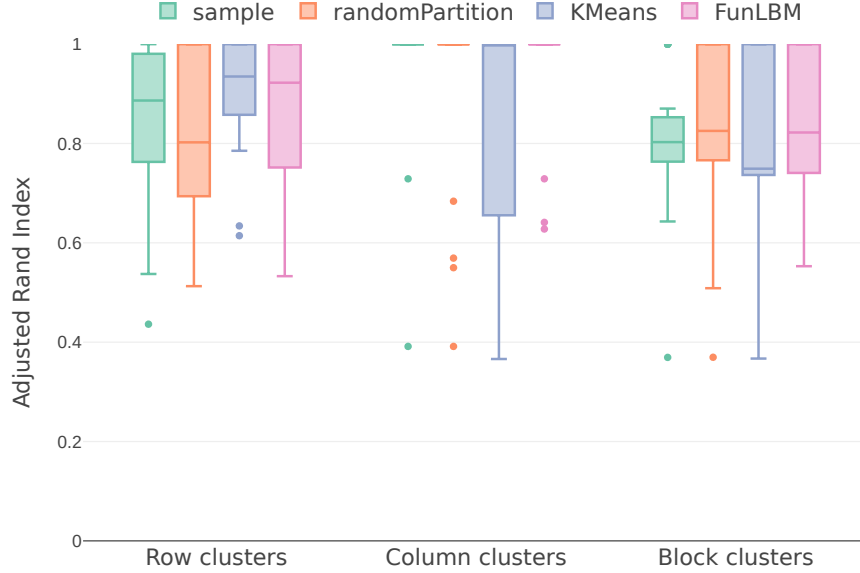 sample randomPartition KMeans FunLBM
1
0.8
0.6
0.4
0.2
0
Adjusted Rand Index
Row clusters Column clusters Block clusters